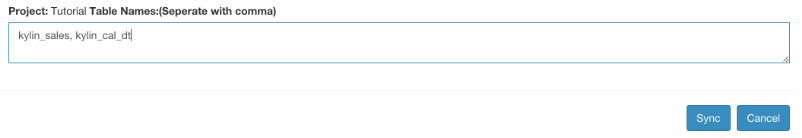 Project: Tutorial Table Names:(Seperate with comma)
kylin_sales, kylin_cal_dt
Sync Cancel